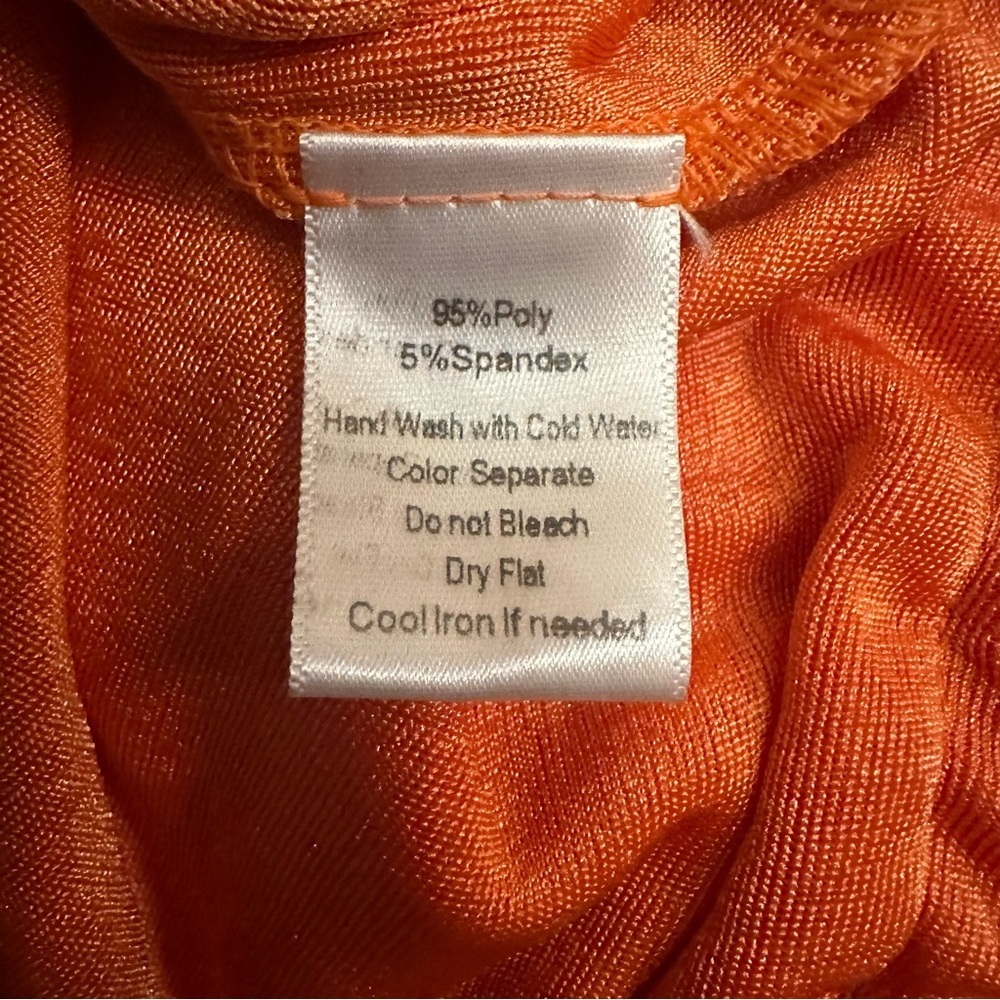 95%Poly
5%Spandex
Hand Wash with Cold Water
Color Separate
Do not Bleach
Dry Flat
Cool Iron If needed